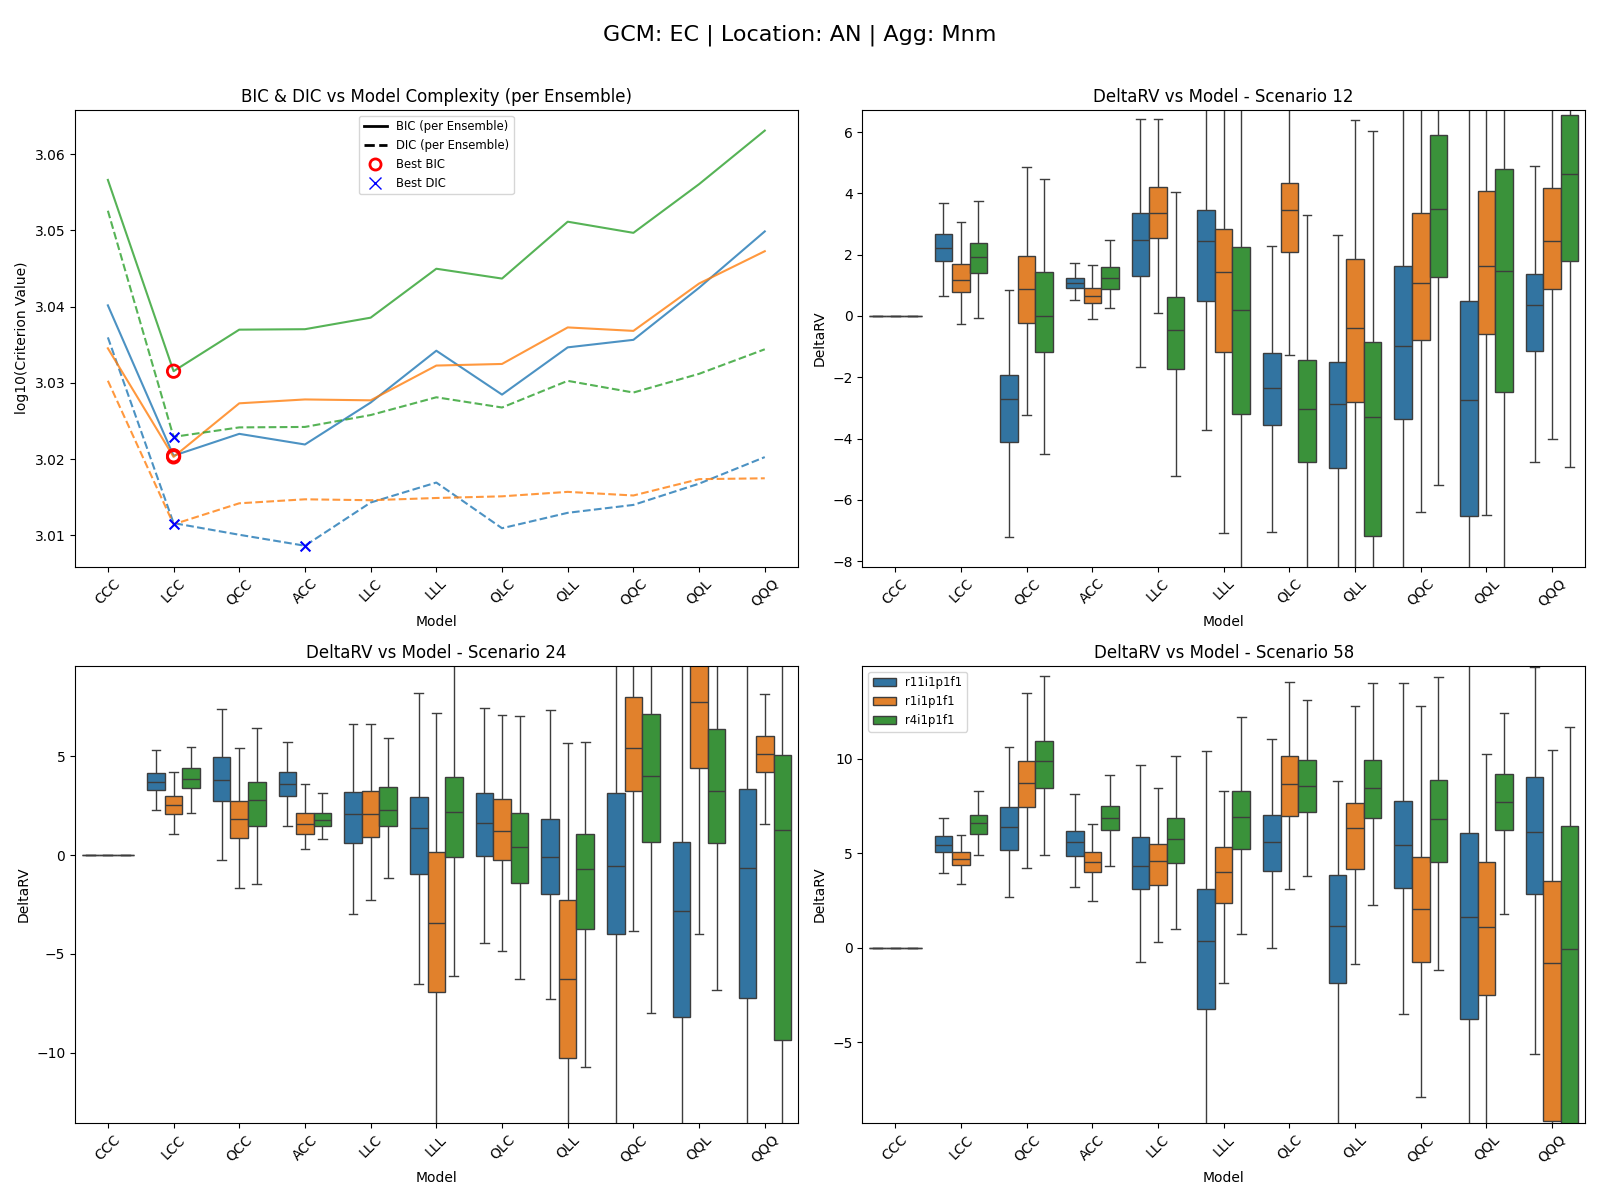 GCM: EC | Location: AN | Agg: Mnm
BIC & DIC vs Model Complexity (per Ensemble)
BIC (per Ensemble)
DIC (per Ensemble)
Best BIC
Best DIC
log10(Criterion Value)
3.06
3.05
3.04
3.03
3.02
3.01
CCC LCC QCC ACC LLC LLL QLC QLL QQC QQL QQQ
Model
DeltaRV vs Model - Scenario 12
DeltaRV
6
4
2
0
−2
−4
−6
−8
CCC LCC QCC ACC LLC LLL QLC QLL QQC QQL QQQ
Model
DeltaRV vs Model - Scenario 24
DeltaRV
5
0
−5
−10
CCC LCC QCC ACC LLC LLL QLC QLL QQC QQL QQQ
Model
DeltaRV vs Model - Scenario 58
r11i1p1f1
r1i1p1f1
r4i1p1f1
DeltaRV
10
5
0
−5
CCC LCC QCC ACC LLC LLL QLC QLL QQC QQL QQQ
Model